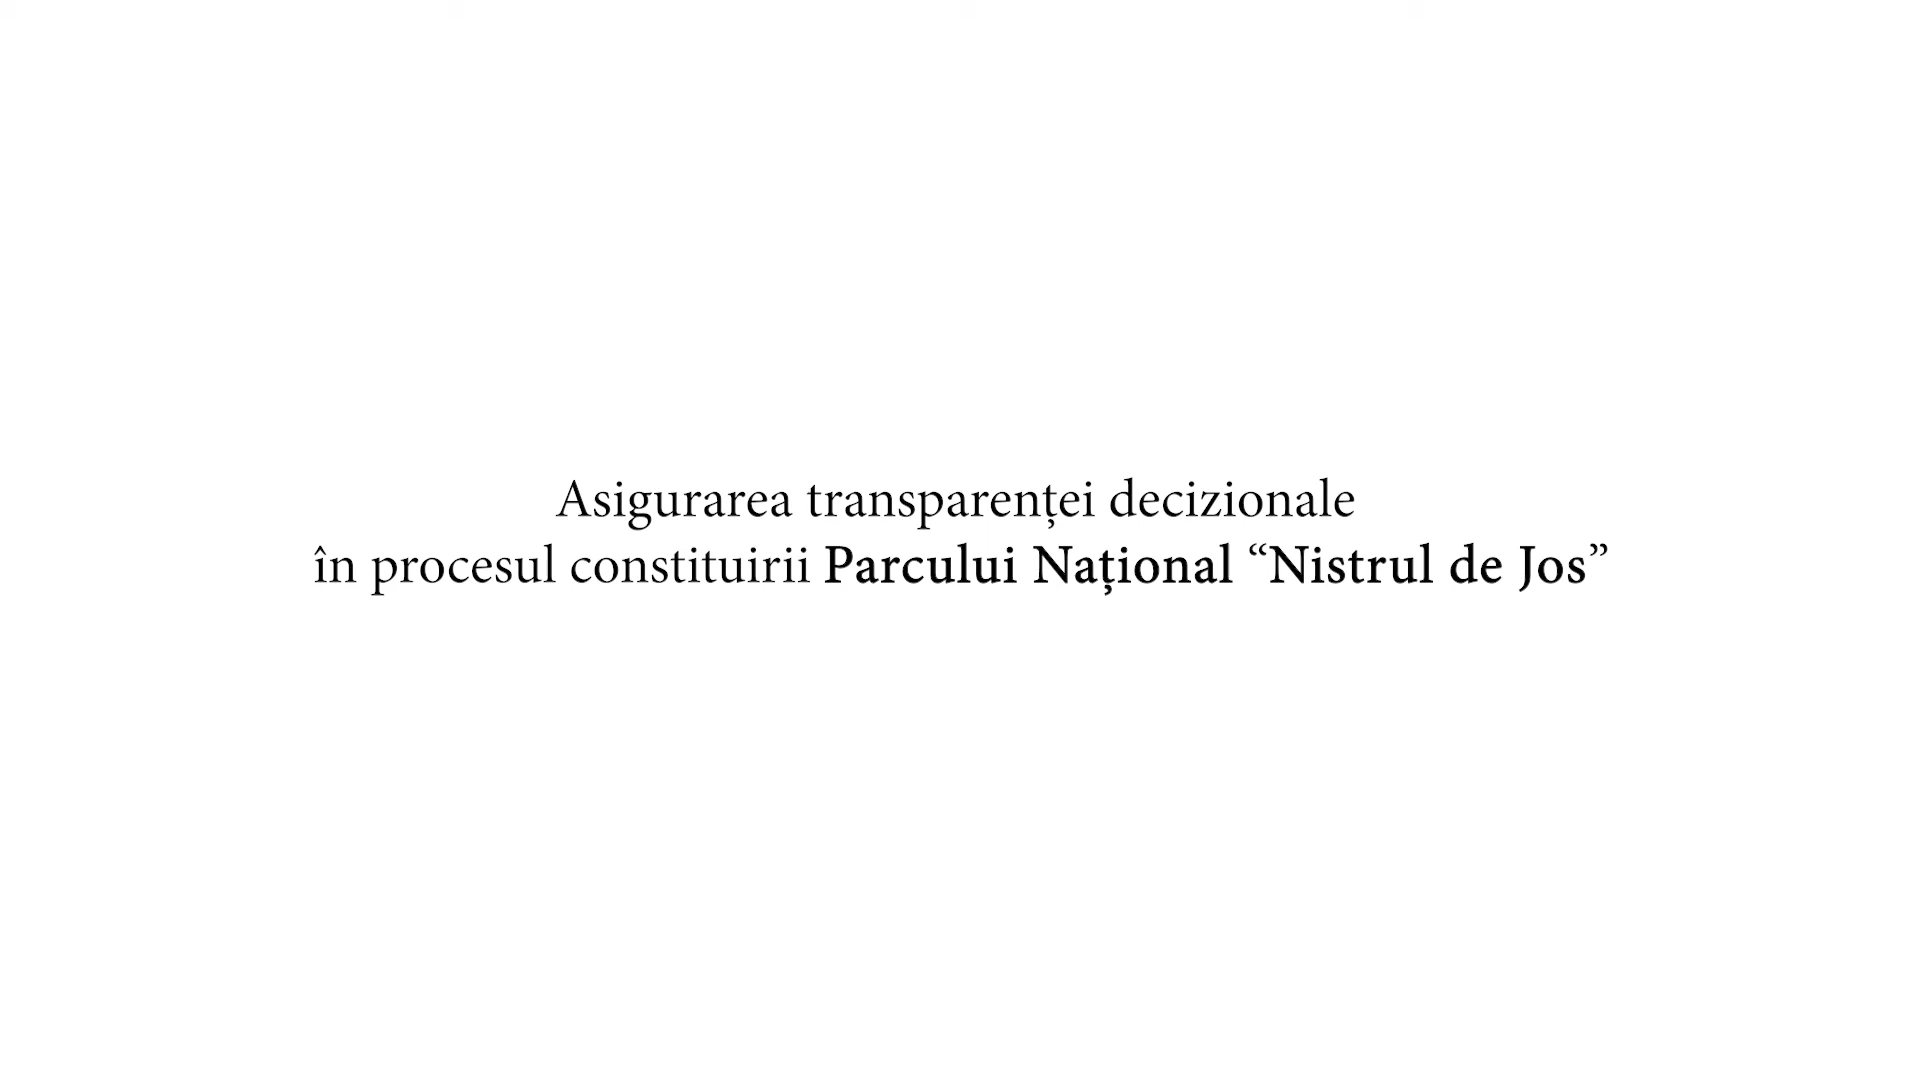 Asigurarea transparenței decizionale
în procesul constituirii Parcului Național “Nistrul de Jos”